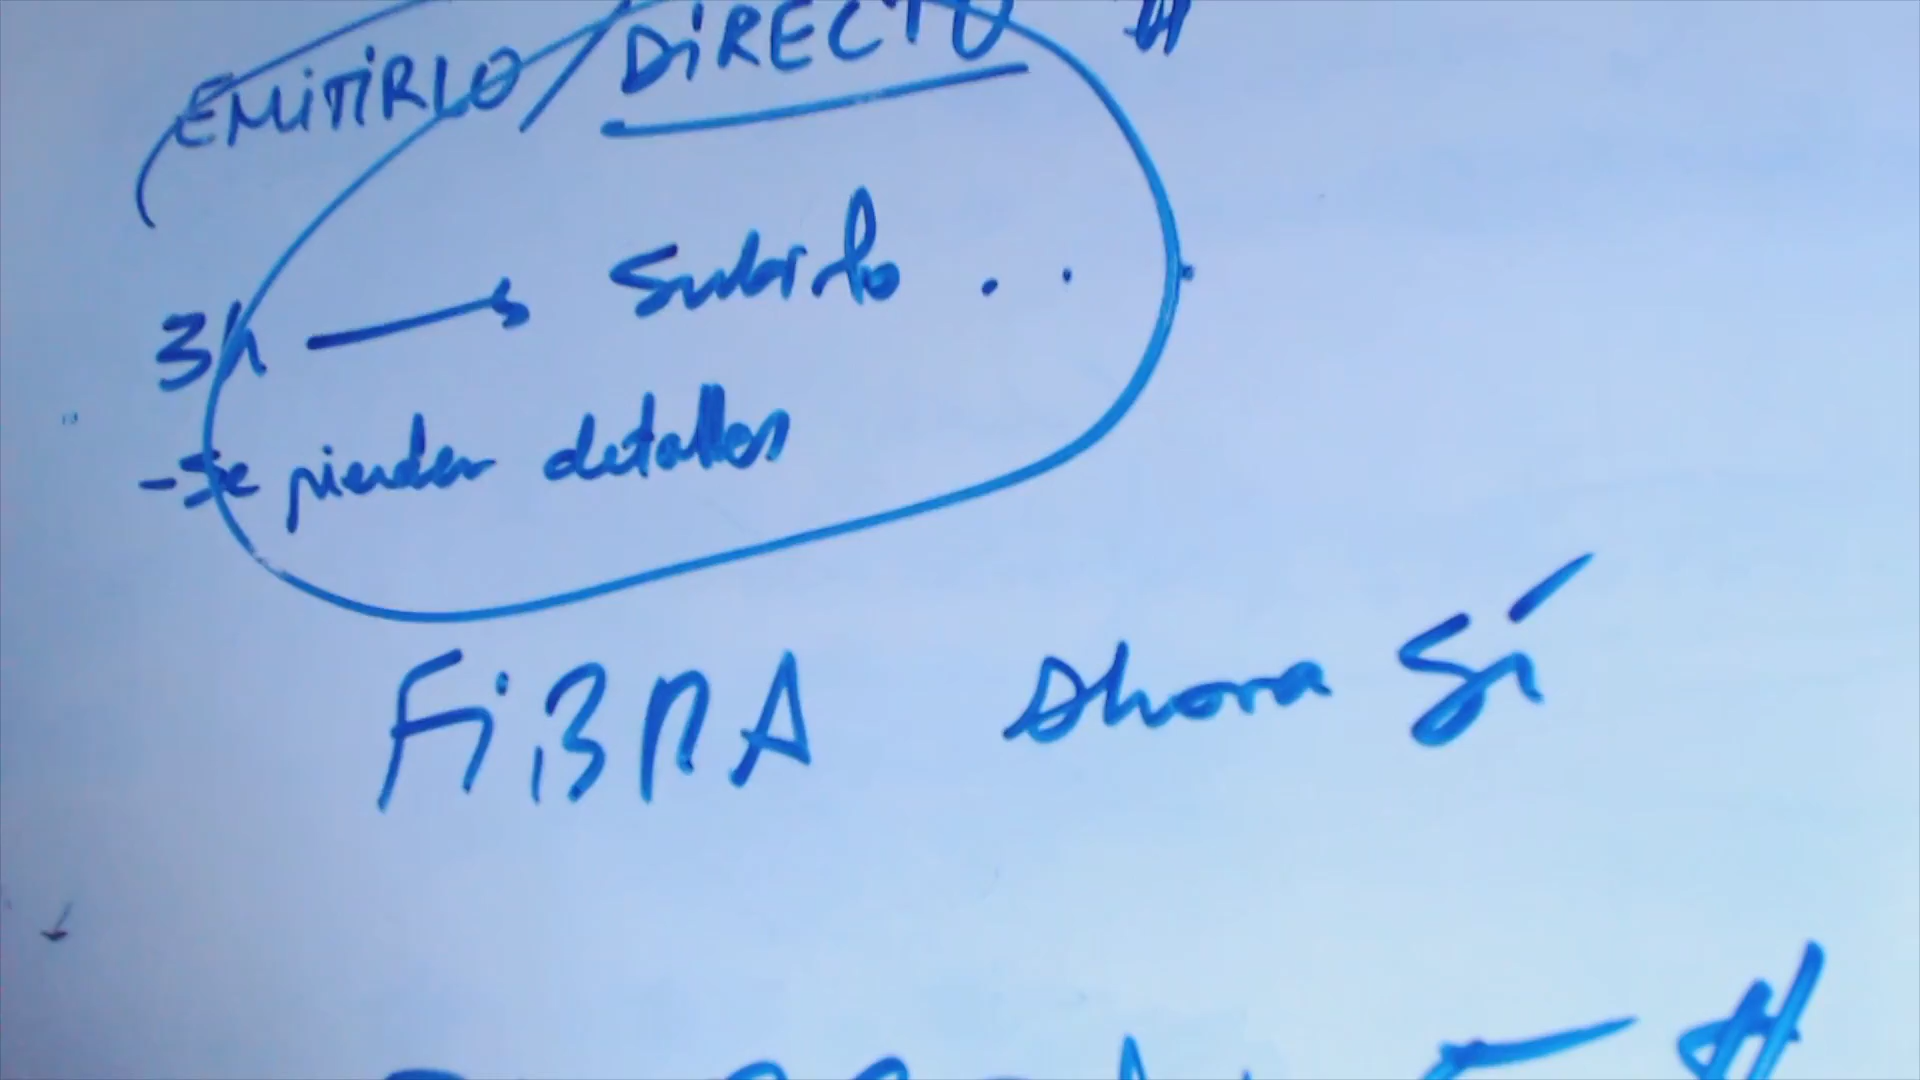 EMITIRLO / DIRECTO
3h → Subirlo ...
- Se pierden detalles
FIBRA ahora Sí